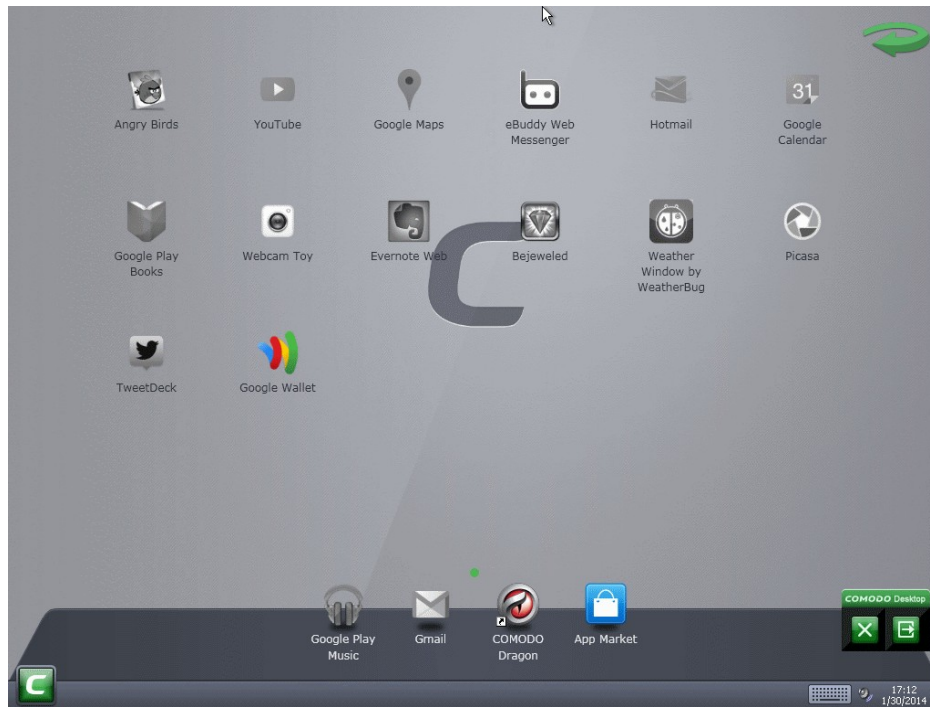 Angry Birds
YouTube
Google Maps
eBuddy Web
Messenger
Hotmail
31
Google
Calendar
Google Play
Books
Webcam Toy
Evernote Web
Bejeweled
Weather
Window by
WeatherBug
Picasa
TweetDeck
Google Wallet
Google Play
Music
Gmail
COMODO
Dragon
App Market
COMODO Desktop
17:12
1/30/2014